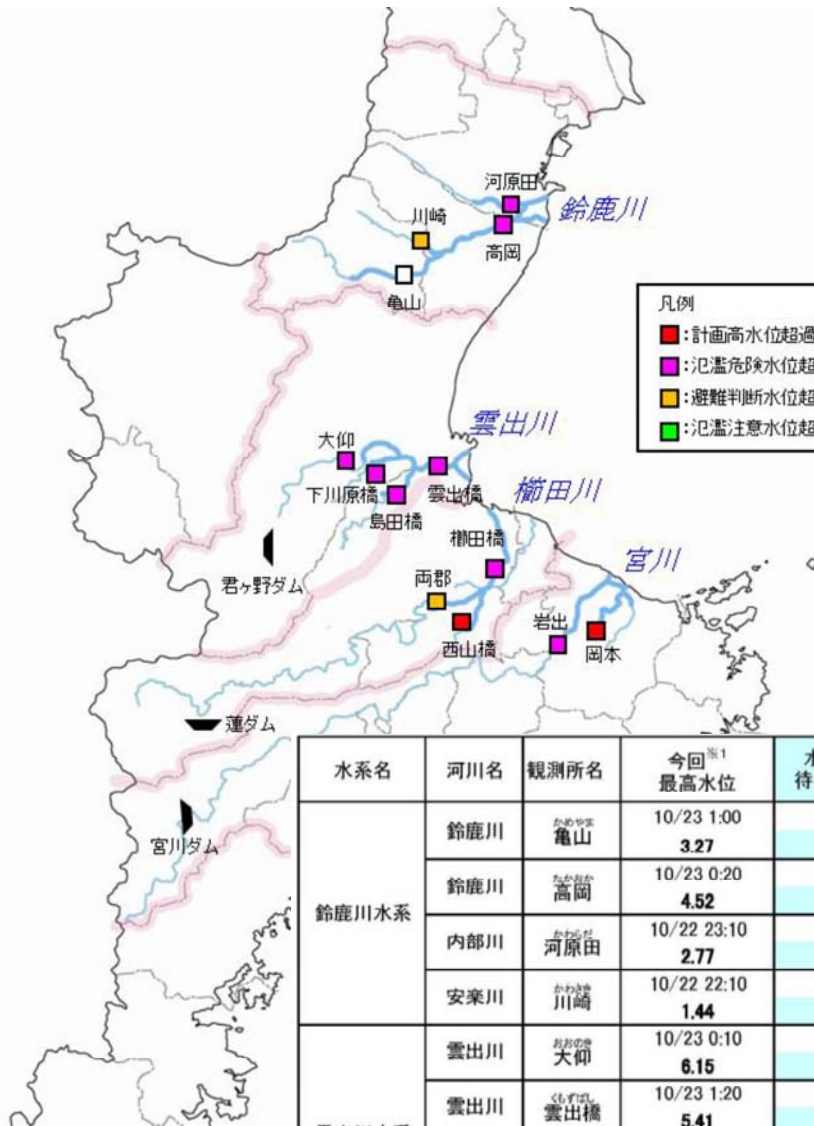 河原田
鈴鹿川
川崎
高岡
亀山
凡例
:計画高水位超過
:氾濫危険水位超
:避難判断水位超
:氾濫注意水位超
雲出川
大仰
下川原橋
雲出橋
島田橋
櫛田川
櫛田橋
君ヶ野ダム
両郡
宮川
西山橋
岩出
岡本
蓮ダム
宮川ダム
水系名 河川名 観測所名 今回※1 水
最高水位 待
鈴鹿川水系
鈴鹿川 かめやま 亀山 10/23 1:00
3.27
鈴鹿川 たかおか 高岡 10/23 0:20
4.52
内部川 かわらだ 河原田 10/22 23:10
2.77
安楽川 かわさき 川崎 10/22 22:10
1.44
雲出川 おおのき 大仰 10/23 0:10
6.15
雲出川 くもずばし 雲出橋 10/23 1:20
5.41